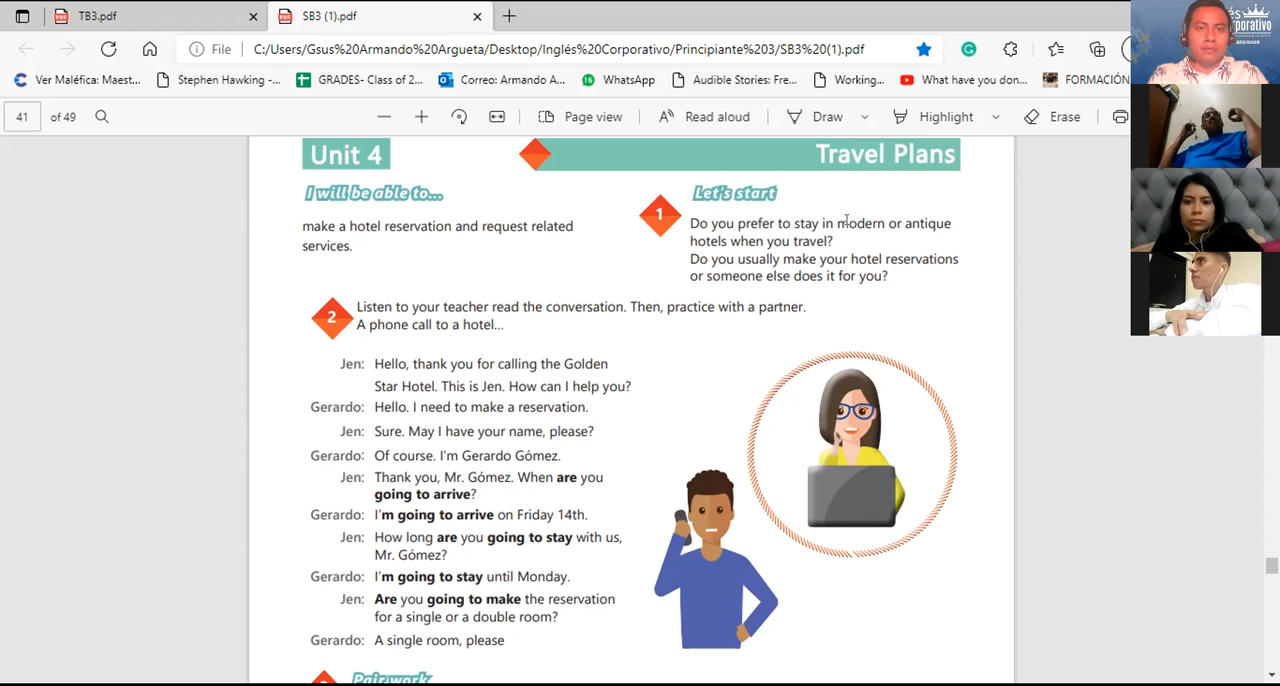 TB3.pdf
SB3 (1).pdf
File
C:/Users/Gsus%20Armando%20Argueta/Desktop/Inglés%20Corporativo/Principiante%203/SB3%20(1).pdf
Ver Maléfica: Maest...
Stephen Hawking -...
GRADES- Class of 2...
Correo: Armando A...
WhatsApp
Audible Stories: Fre...
Working...
What have you don...
FORMACIÓN
41 of 49
Page view
Read aloud
Draw
Highlight
Erase
Unit 4
Travel Plans
I will be able to...
make a hotel reservation and request related
services.
Let's start
1
Do you prefer to stay in modern or antique
hotels when you travel?
Do you usually make your hotel reservations
or someone else does it for you?
2
Listen to your teacher read the conversation. Then, practice with a partner.
A phone call to a hotel...
Jen: Hello, thank you for calling the Golden
Star Hotel. This is Jen. How can I help you?
Gerardo: Hello. I need to make a reservation.
Jen: Sure. May I have your name, please?
Gerardo: Of course. I'm Gerardo Gómez.
Jen: Thank you, Mr. Gómez. When are you
going to arrive?
Gerardo: I'm going to arrive on Friday 14th.
Jen: How long are you going to stay with us,
Mr. Gómez?
Gerardo: I'm going to stay until Monday.
Jen: Are you going to make the reservation
for a single or a double room?
Gerardo: A single room, please
Pair work